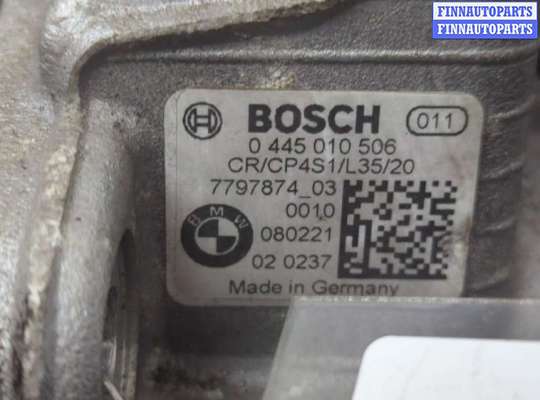 FINNAUTOPARTS
FINNAUTOPARTS
BOSCH 011
0 445 010 506
CR/CP4S1/L35/20
7797874_03
0010
BMW
080221
02 0237
Made in Germany